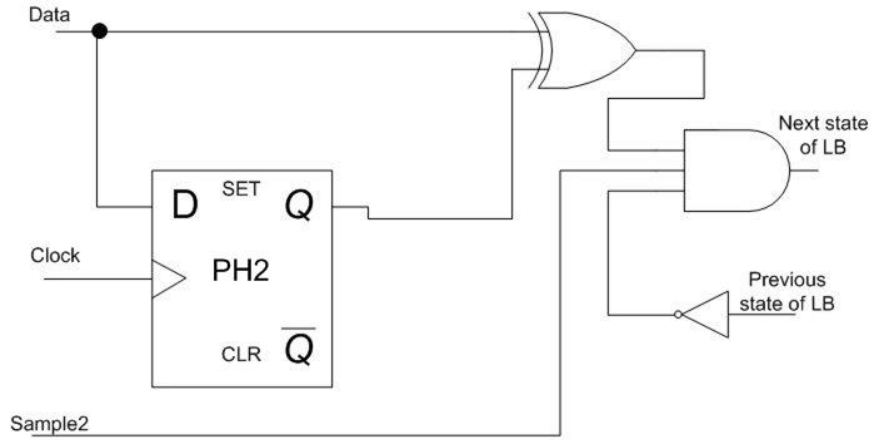 Data
SET
D
Q
Clock
PH2
CLR
Q
Sample2
Next state
of LB
Previous
state of LB